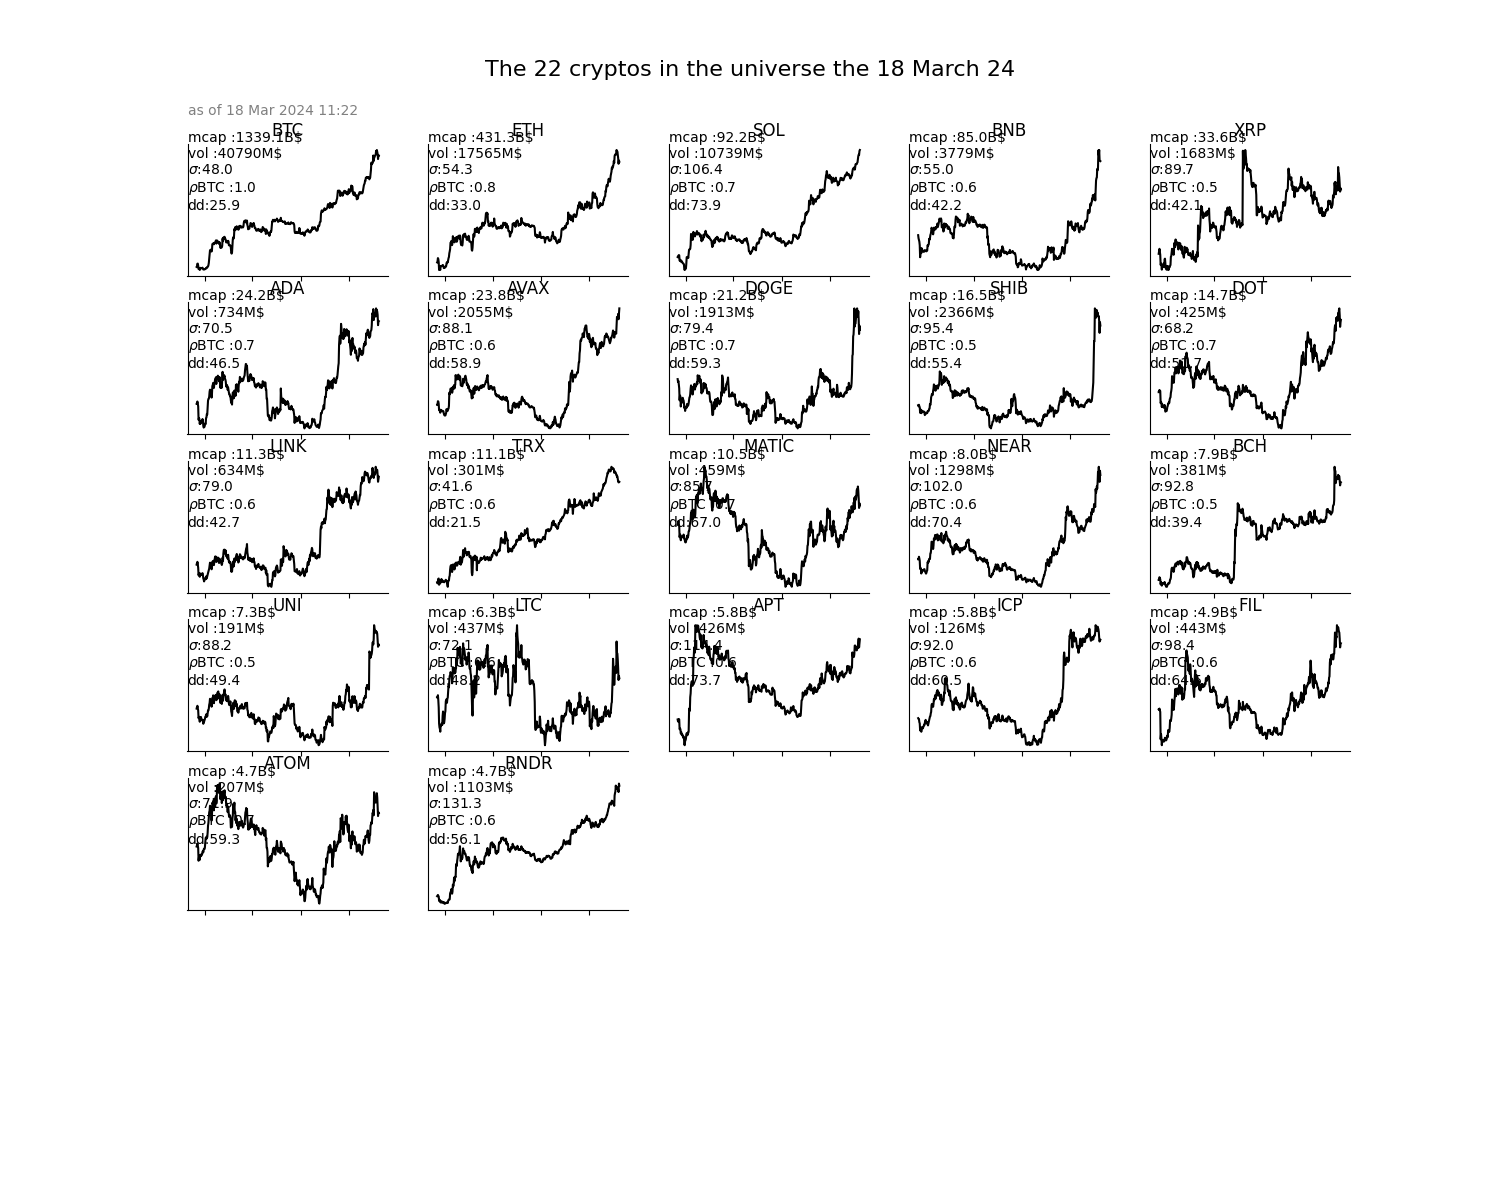 The 22 cryptos in the universe the 18 March 24
as of 18 Mar 2024 11:22
BTC
mcap :1339.1B$
vol :40790M$
σ:48.0
ρBTC :1.0
dd:25.9
ETH
mcap :431.3B$
vol :17565M$
σ:54.3
ρBTC :0.8
dd:33.0
SOL
mcap :92.2B$
vol :10739M$
σ:106.4
ρBTC :0.7
dd:73.9
BNB
mcap :85.0B$
vol :3779M$
σ:55.0
ρBTC :0.6
dd:42.2
XRP
mcap :33.6B$
vol :1683M$
σ:89.7
ρBTC :0.5
dd:42.1
ADA
mcap :24.2B$
vol :734M$
σ:70.5
ρBTC :0.7
dd:46.5
AVAX
mcap :23.8B$
vol :2055M$
σ:88.1
ρBTC :0.6
dd:58.9
DOGE
mcap :21.2B$
vol :1913M$
σ:79.4
ρBTC :0.7
dd:59.3
SHIB
mcap :16.5B$
vol :2366M$
σ:95.4
ρBTC :0.5
dd:55.4
DOT
mcap :14.7B$
vol :425M$
σ:68.2
ρBTC :0.7
LINK
mcap :11.3B$
vol :634M$
σ:79.0
ρBTC :0.6
dd:42.7
TRX
mcap :11.1B$
vol :301M$
σ:41.6
ρBTC :0.6
dd:21.5
MATIC
mcap :10.5B$
vol :459M$
ρBTC :0.7
dd:67.0
NEAR
mcap :8.0B$
vol :1298M$
σ:102.0
ρBTC :0.6
dd:70.4
BCH
mcap :7.9B$
vol :381M$
σ:92.8
ρBTC :0.5
dd:39.4
UNI
mcap :7.3B$
vol :191M$
σ:88.2
ρBTC :0.5
dd:49.4
LTC
mcap :6.3B$
vol :437M$
σ:72.1
ρBTC :0.6
APT
mcap :5.8B$
vol :426M$
ρBTC :0.6
dd:73.7
ICP
mcap :5.8B$
vol :126M$
σ:92.0
ρBTC :0.6
dd:60.5
FIL
mcap :4.9B$
vol :443M$
σ:98.4
ρBTC :0.6
ATOM
mcap :4.7B$
vol :207M$
ρBTC :0.7
dd:59.3
RNDR
mcap :4.7B$
vol :1103M$
σ:131.3
ρBTC :0.6
dd:56.1